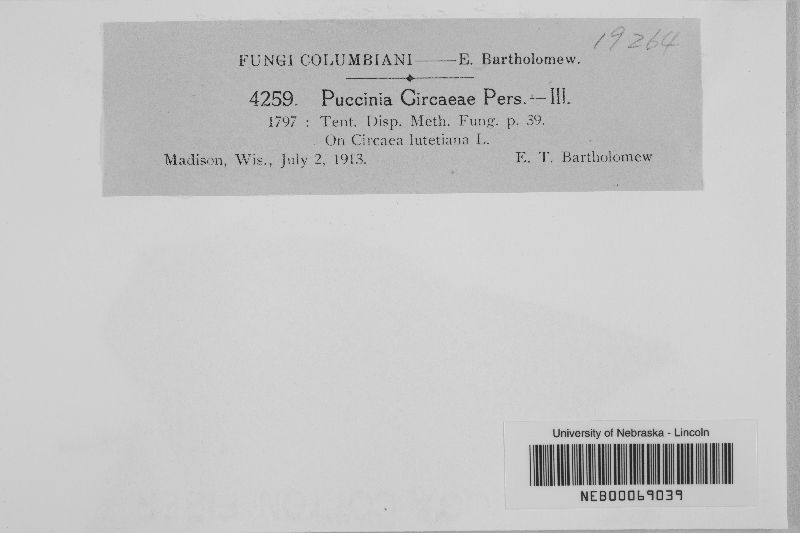 19264
FUNGI COLUMBIANI—E. Bartholomew.
4259. Puccinia Circaeae Pers.—III.
1797 : Tent. Disp. Meth. Fung. p. 39.
On Circaea lutetiana L.
Madison, Wis., July 2, 1913. E. T. Bartholomew
University of Nebraska - Lincoln
NEB00069039